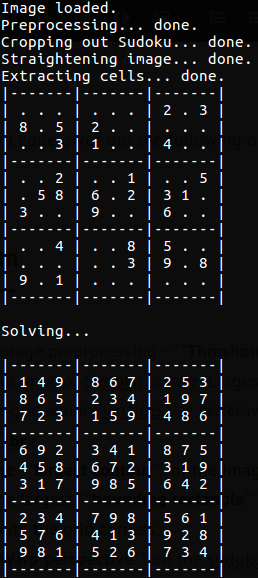 Image loaded.
Preprocessing... done.
Cropping out Sudoku... done.
Straightening image... done.
Extracting cells... done.
|-------|-------|-------|
| . . . | . . . | 2 . 3 |
| 8 . 5 | 2 . . | . . . |
| . . 3 | 1 . . | 4 . . |
|-------|-------|-------|
| . . 2 | . . 1 | . . 5 |
| . 5 8 | 6 . 2 | 3 1 . |
| 3 . . | 9 . . | 6 . . |
|-------|-------|-------|
| . . 4 | . . 8 | 5 . . |
| . . . | . . 3 | 9 . 8 |
| 9 . 1 | . . . | . . . |
|-------|-------|-------|
Solving...
|-------|-------|-------|
| 1 4 9 | 8 6 7 | 2 5 3 |
| 8 6 5 | 2 3 4 | 1 9 7 |
| 7 2 3 | 1 5 9 | 4 8 6 |
|-------|-------|-------|
| 6 9 2 | 3 4 1 | 8 7 5 |
| 4 5 8 | 6 7 2 | 3 1 9 |
| 3 1 7 | 9 8 5 | 6 4 2 |
|-------|-------|-------|
| 2 3 4 | 7 9 8 | 5 6 1 |
| 5 7 6 | 4 1 3 | 9 2 8 |
| 9 8 1 | 5 2 6 | 7 3 4 |
|-------|-------|-------|